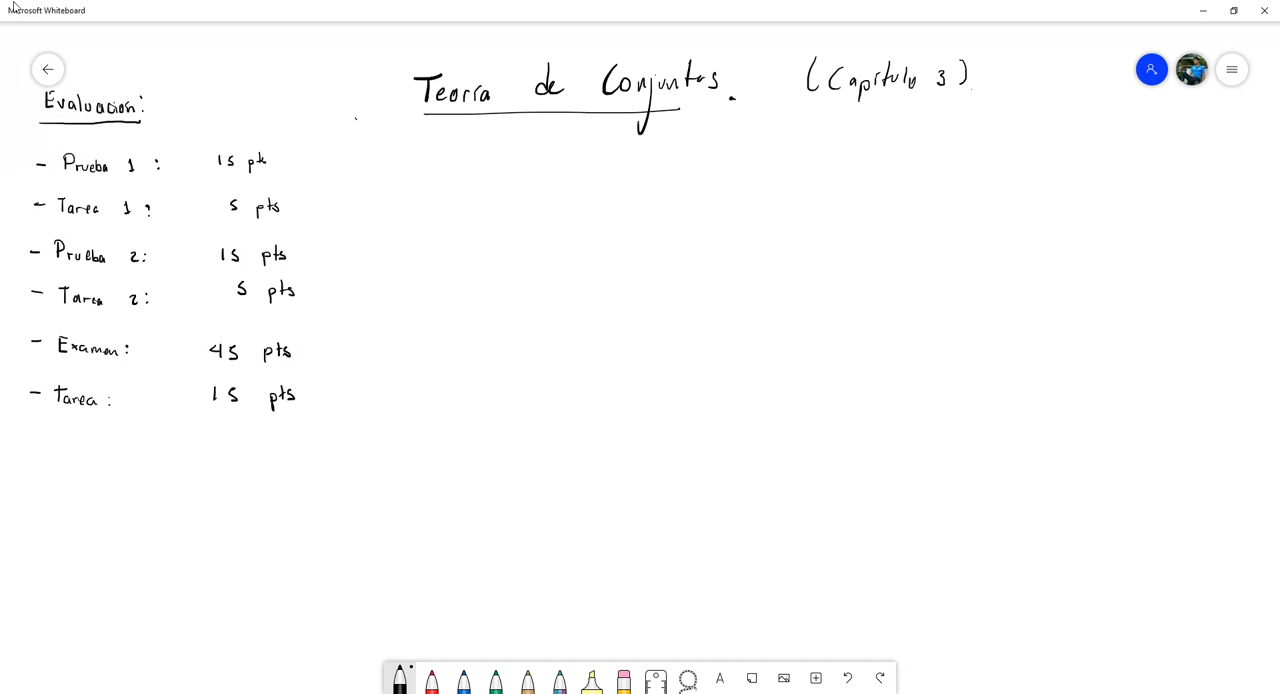 Microsoft Whiteboard
Teoría de Conjuntos. (Capítulo 3).
Evaluación:
- Prueba 1: 15 pts
- Tarea 1: 5 pts
- Prueba 2: 15 pts
- Tarea 2: 5 pts
- Examen: 45 pts
- Tarea: 15 pts